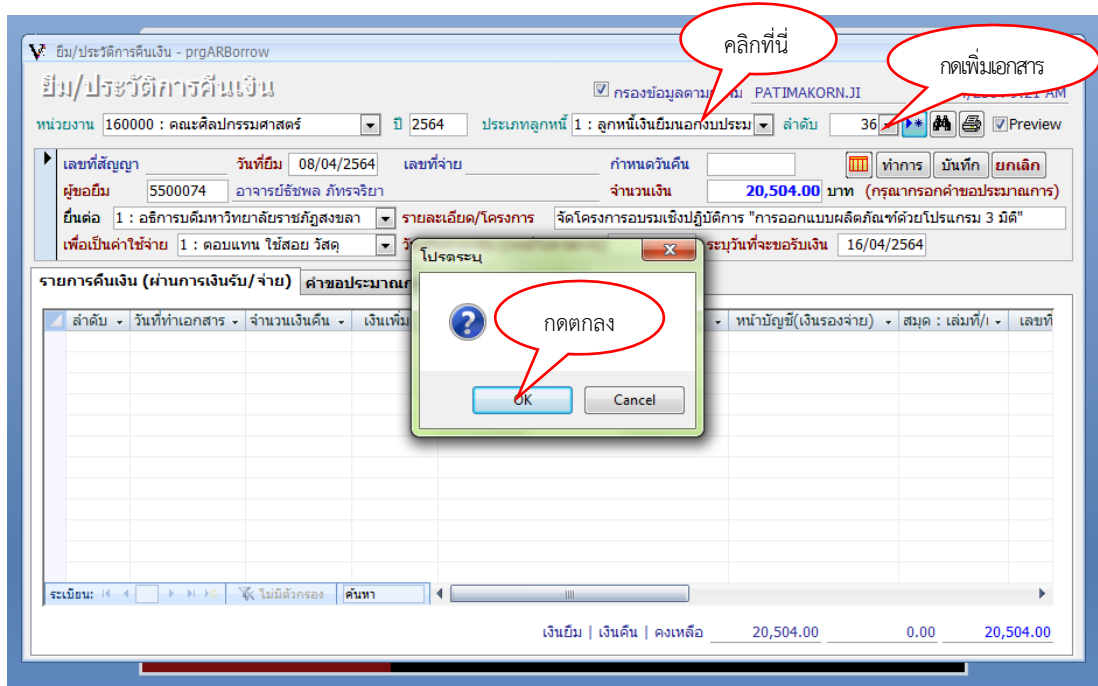 คลิกที่นี่
กดเพิ่มเอกสาร
ยืม/ประวัติการคืนเงิน - prgARBorrow
ยืม/ประวัติการคืนเงิน กรองข้อมูลตาม PATIMAKORN.JI AM
หน่วยงาน 160000 : คณะศิลปกรรมศาสตร์ ปี 2564 ประเภทลูกหนี้ 1 : ลูกหนี้เงินยืมนอกงบประมา ลำดับ 36 Preview
เลขที่สัญญา วันที่ยืม 08/04/2564 เลขที่จ่าย กำหนดวันคืน ทำการ บันทึก ยกเลิก
ผู้ขอยืม 5500074 อาจารย์ธัชพล ภัทรจริยา จำนวนเงิน 20,504.00 บาท (กรุณากรอกคำขอประมาณการ)
ยื่นต่อ 1 : อธิการบดีมหาวิทยาลัยราชภัฏสงขลา รายละเอียด/โครงการ จัดโครงการอบรมเชิงปฏิบัติการ "การออกแบบผลิตภัณฑ์ด้วยโปรแกรม 3 มิติ"
เพื่อเป็นค่าใช้จ่าย 1 : ตอบแทน ใช้สอย วัสดุ ระบุวันที่จะขอรับเงิน 16/04/2564
โปรดระบุ
รายการคืนเงิน (ผ่านการเงินรับ/จ่าย) คำขอประมาณ
ลำดับ วันที่ทำเอกสาร จำนวนเงินคืน เงินเพิ่ม หน้าบัญชี(เงินรองจ่าย) สมุด : เล่มที่/เ เลขที่
กดตกลง
OK Cancel
ระเบียน: ไม่มีตัวกรอง ค้นหา
เงินยืม | เงินคืน | คงเหลือ 20,504.00 0.00 20,504.00